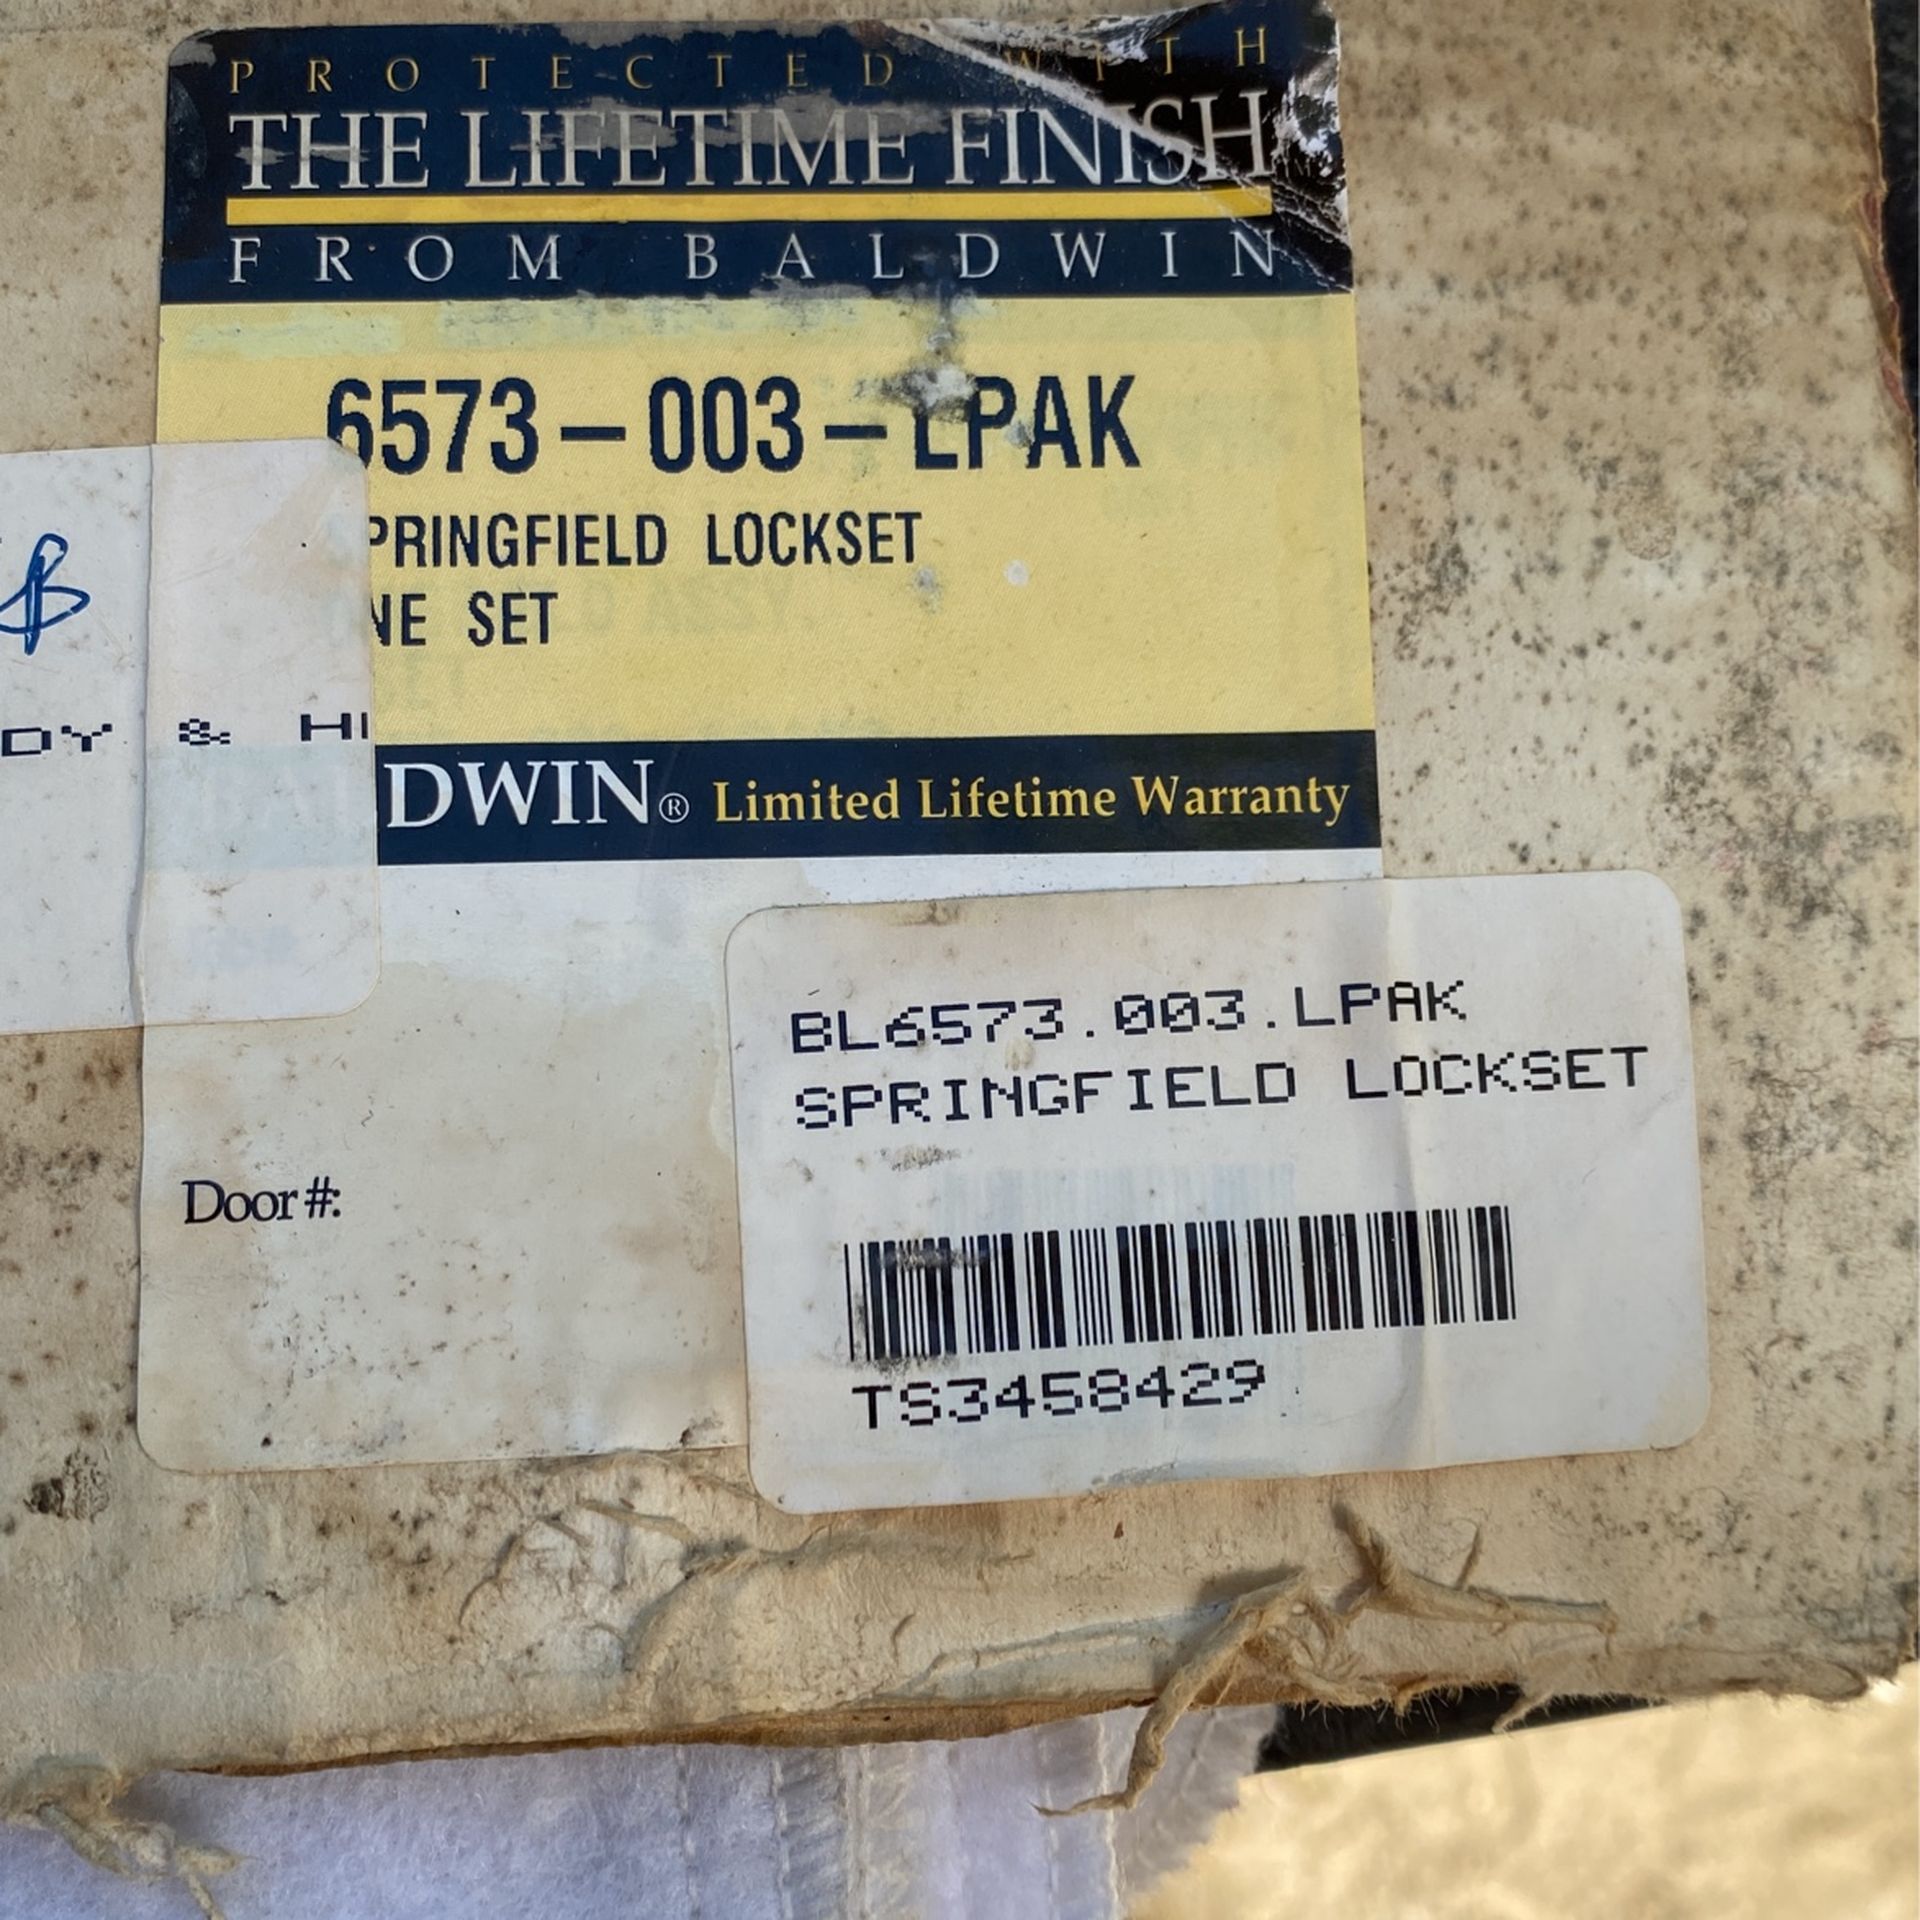 PROTECTED WITH
THE LIFETIME FINISH
FROM BALDWIN
6573-003-LPAK
PRINGFIELD LOCKSET
NE SET
DY & H
DWIN® Limited Lifetime Warranty
BL6573.003.LPAK
SPRINGFIELD LOCKSET
Door #:
TS3458429